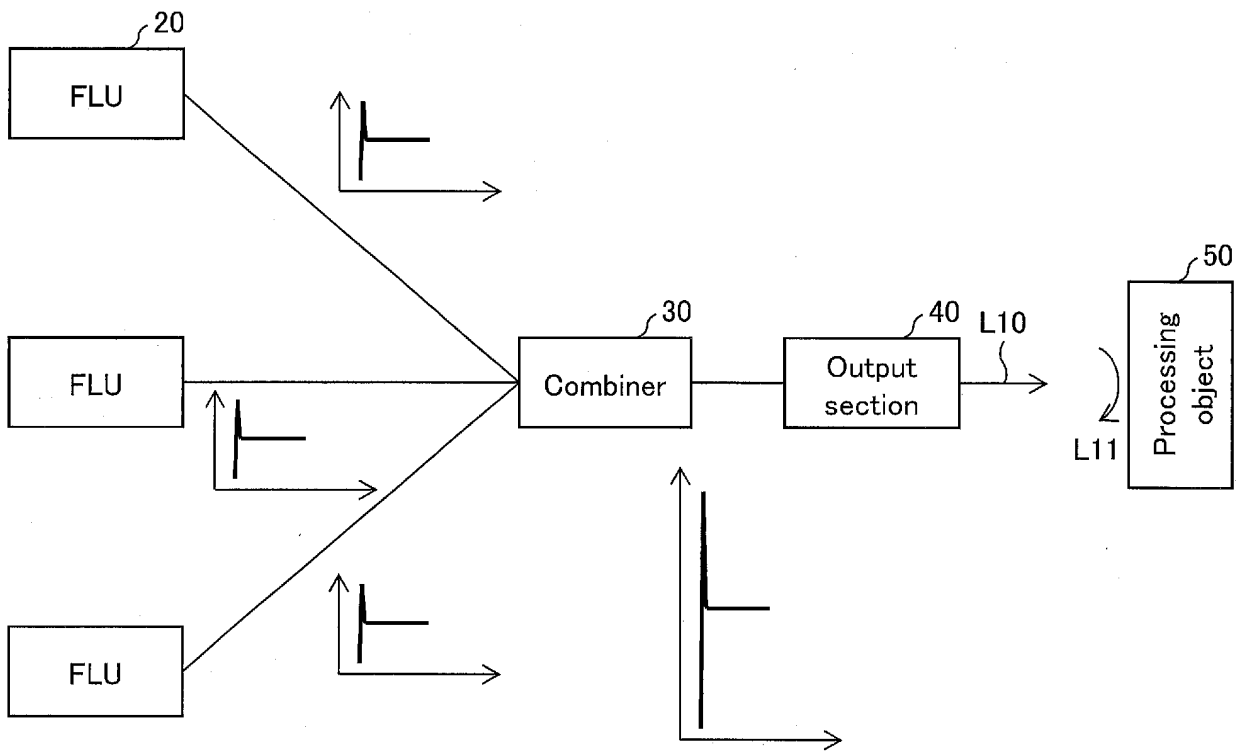 20
FLU
50
30
40
L10
FLU
Combiner
Output
section
Processing
object
L11
FLU